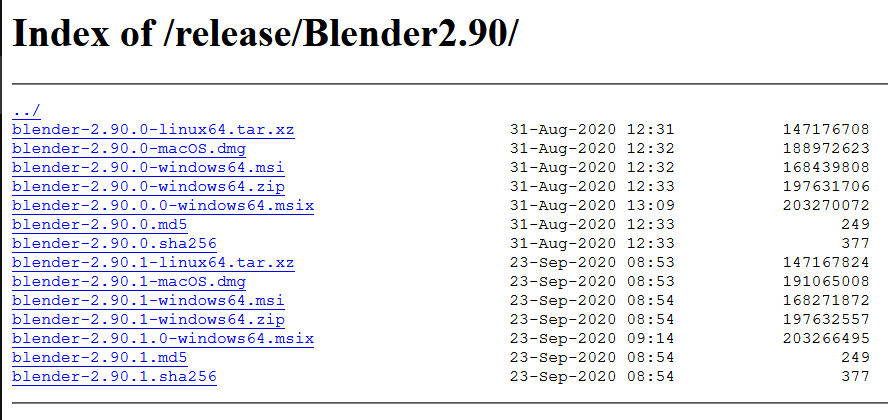 Index of /release/Blender2.90/
../
blender-2.90.0-linux64.tar.xz 31-Aug-2020 12:31 147176708
blender-2.90.0-macOS.dmg 31-Aug-2020 12:32 188972623
blender-2.90.0-windows64.msi 31-Aug-2020 12:32 168439808
blender-2.90.0-windows64.zip 31-Aug-2020 12:33 197631706
blender-2.90.0.0-windows64.msix 31-Aug-2020 13:09 203270072
blender-2.90.0.md5 31-Aug-2020 12:33 249
blender-2.90.0.sha256 31-Aug-2020 12:33 377
blender-2.90.1-linux64.tar.xz 23-Sep-2020 08:53 147167824
blender-2.90.1-macOS.dmg 23-Sep-2020 08:53 191065008
blender-2.90.1-windows64.msi 23-Sep-2020 08:54 168271872
blender-2.90.1-windows64.zip 23-Sep-2020 08:54 197632557
blender-2.90.1.0-windows64.msix 23-Sep-2020 09:14 203266495
blender-2.90.1.md5 23-Sep-2020 08:54 249
blender-2.90.1.sha256 23-Sep-2020 08:54 377